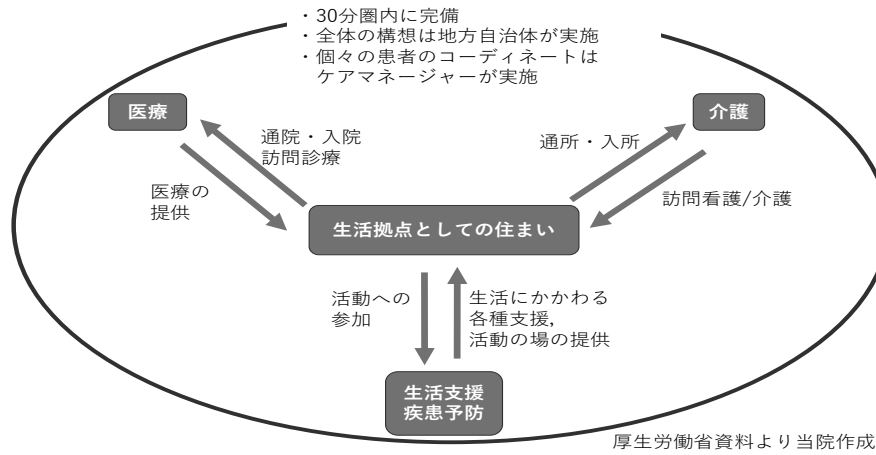 ・30分圏内に完備
・全体の構想は地方自治体が実施
・個々の患者のコーディネートは
ケアマネージャーが実施
医療
介護
通院・入院
訪問診療
通所・入所
医療の
提供
訪問看護/介護
生活拠点としての住まい
活動への
参加
生活にかかわる
各種支援,
活動の場の提供
生活支援
疾患予防
厚生労働省資料より当院作成